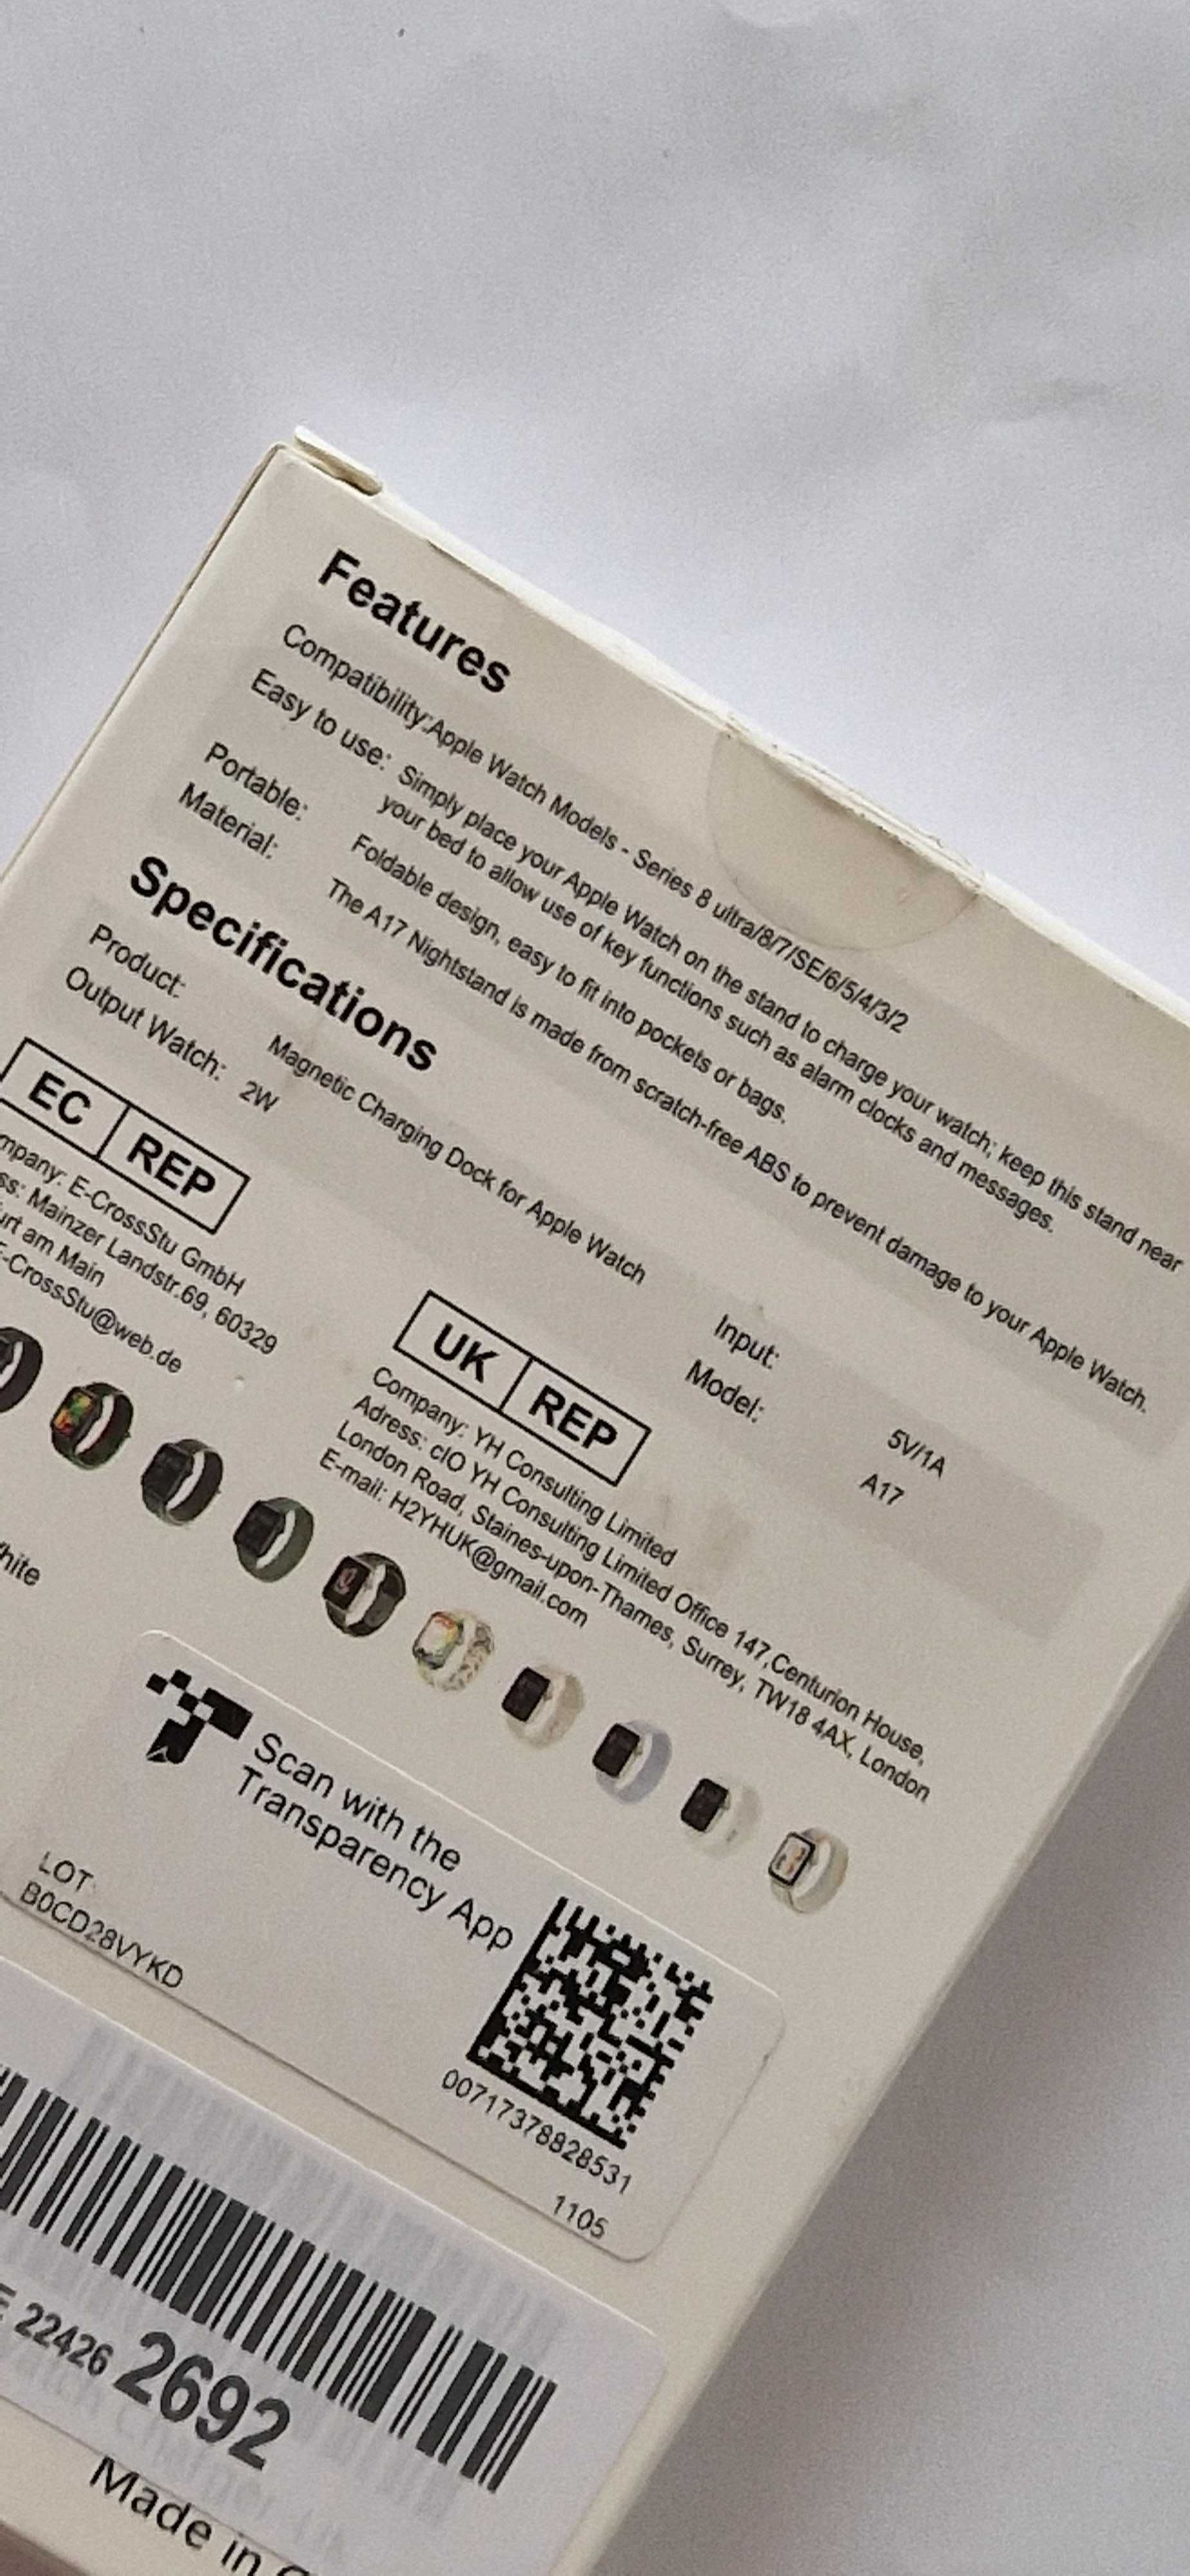 Features
Compatibility:Apple Watch Models - Series 8 ultra/8/7/SE/6/5/4/3/2
Easy to use: Simply place your Apple Watch on the stand to charge your watch; keep this stand near
your bed to allow use of key functions such as alarm clocks and messages.
Portable: Foldable design, easy to fit into pockets or bags.
Material: The A17 Nightstand is made from scratch-free ABS to prevent damage to your Apple Watch.
Specifications
Product: Magnetic Charging Dock for Apple Watch Input: 5V/1A
Output Watch: 2W Model: A17
EC REP
mpany: E-CrossStu GmbH
ss: Mainzer Landstr.69, 60329
urt am Main
E-CrossStu@web.de
UK REP
Company: YH Consulting Limited
Adress: cIO YH Consulting Limited Office 147,Centurion House,
London Road, Staines-upon-Thames, Surrey, TW18 4AX, London
E-mail: H2YHUK@gmail.com
hite
Scan with the
Transparency App
LOT
B0CD28VYKD
00717378828531
1105
E 22426 2692
Made in